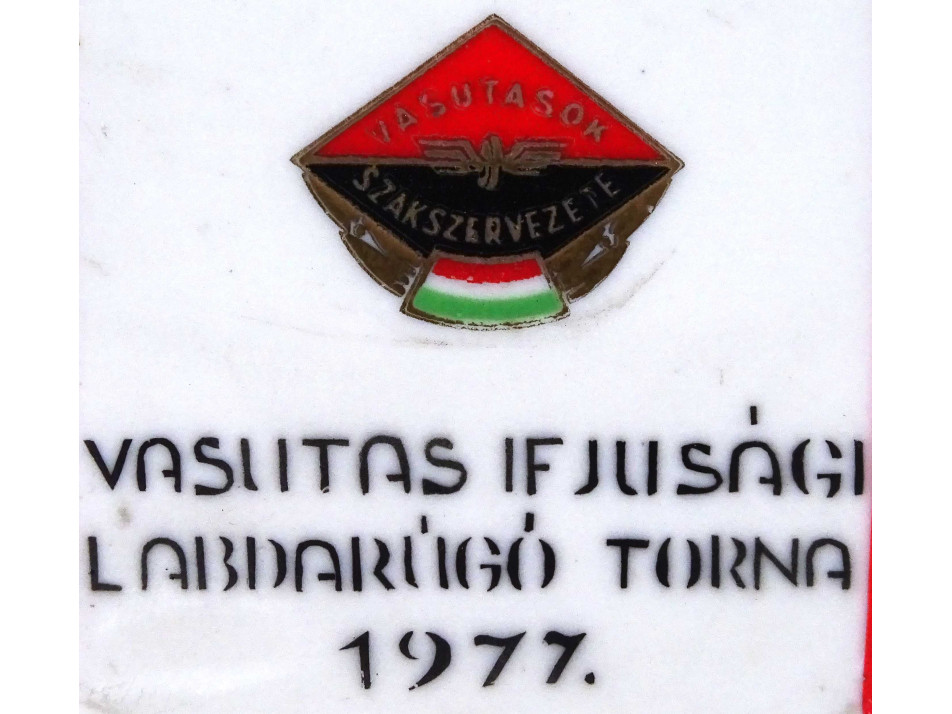 VASUTASOK
SZAKSZERVEZETE
VASUTAS IFJUSÁGI
LABDARÚGÓ TORNA
1977.